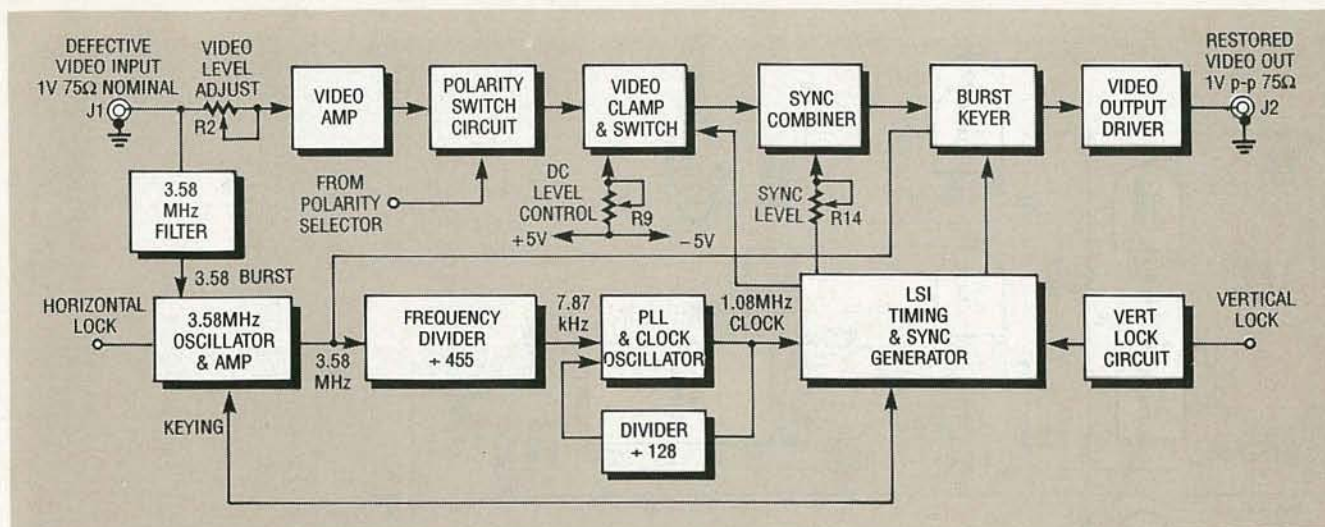 DEFECTIVE
VIDEO INPUT
1V 75Ω NOMINAL
J1
VIDEO
LEVEL
ADJUST
R2
VIDEO
AMP
POLARITY
SWITCH
CIRCUIT
VIDEO
CLAMP
& SWITCH
SYNC
COMBINER
BURST
KEYER
VIDEO
OUTPUT
DRIVER
RESTORED
VIDEO OUT
1V p-p 75Ω
J2
FROM
POLARITY
SELECTOR
DC
LEVEL
CONTROL
R9
+5V
−5V
SYNC
LEVEL
R14
3.58
MHz
FILTER
3.58 BURST
HORIZONTAL
LOCK
3.58MHz
OSCILLATOR
& AMP
3.58
MHz
FREQUENCY
DIVIDER
÷ 455
7.87
kHz
PLL
& CLOCK
OSCILLATOR
1.08MHz
CLOCK
LSI
TIMING
& SYNC
GENERATOR
VERT
LOCK
CIRCUIT
VERTICAL
LOCK
KEYING
DIVIDER
÷ 128